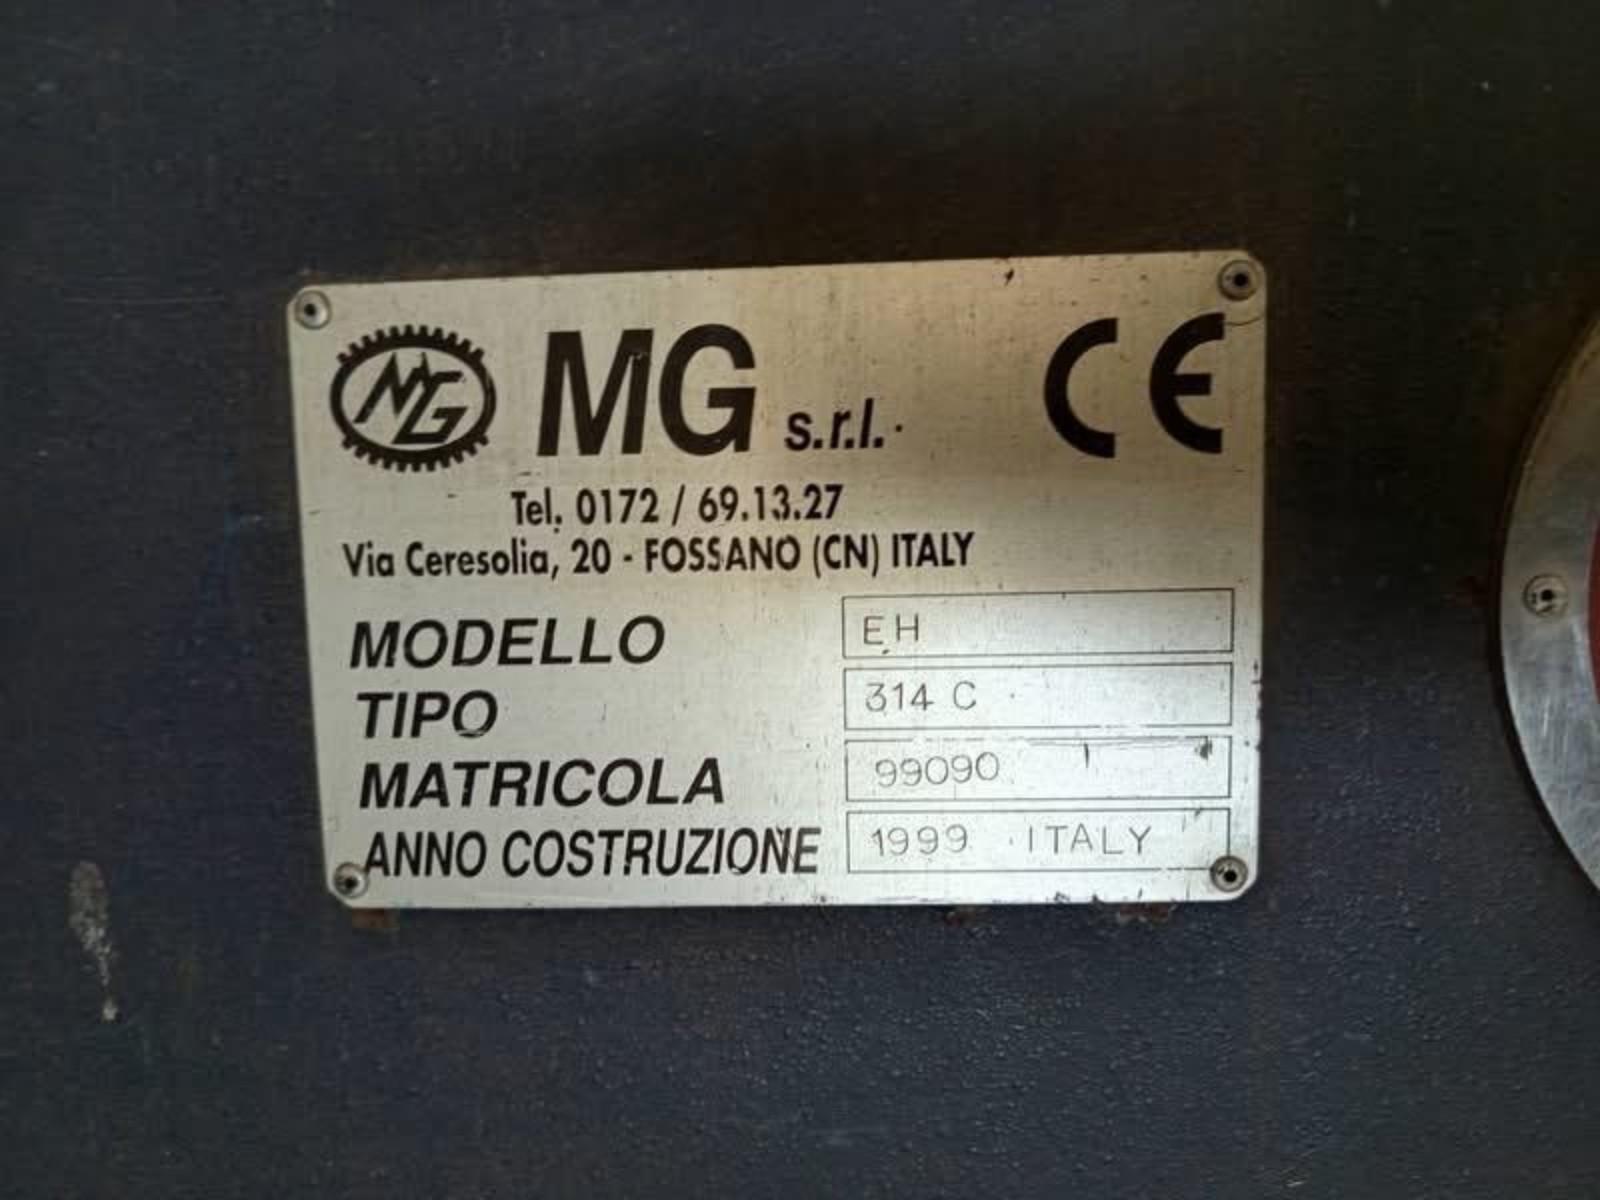 MG MG s.r.l. CE
Tel. 0172 / 69.13.27
Via Ceresolia, 20 - FOSSANO (CN) ITALY
MODELLO EH
TIPO 314 C
MATRICOLA 99090
ANNO COSTRUZIONE 1999 ITALY